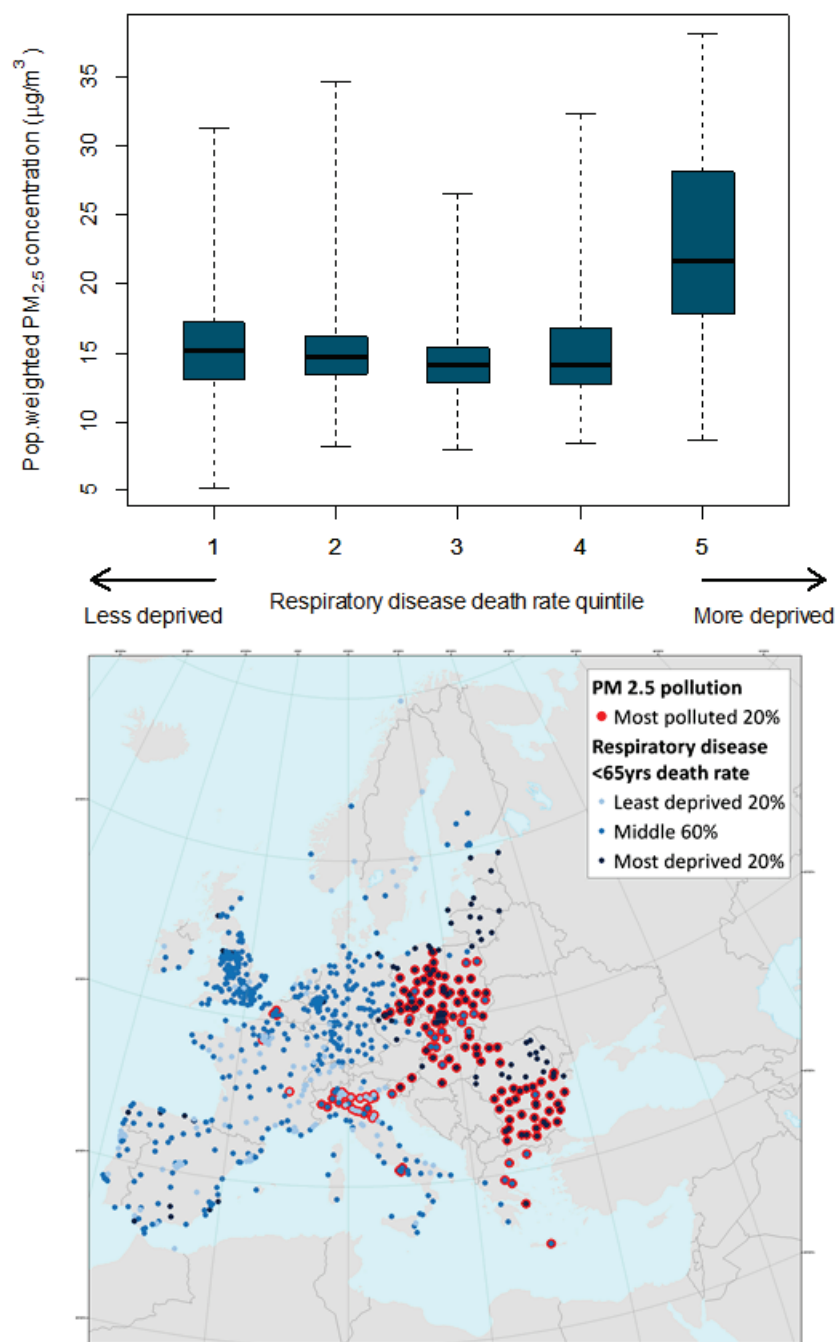 Pop.weighted PM2.5 concentration (µg/m³)
35
30
25
20
15
10
5
1 2 3 4 5
Less deprived Respiratory disease death rate quintile More deprived
PM 2.5 pollution
Most polluted 20%
Respiratory disease
<65yrs death rate
Least deprived 20%
Middle 60%
Most deprived 20%